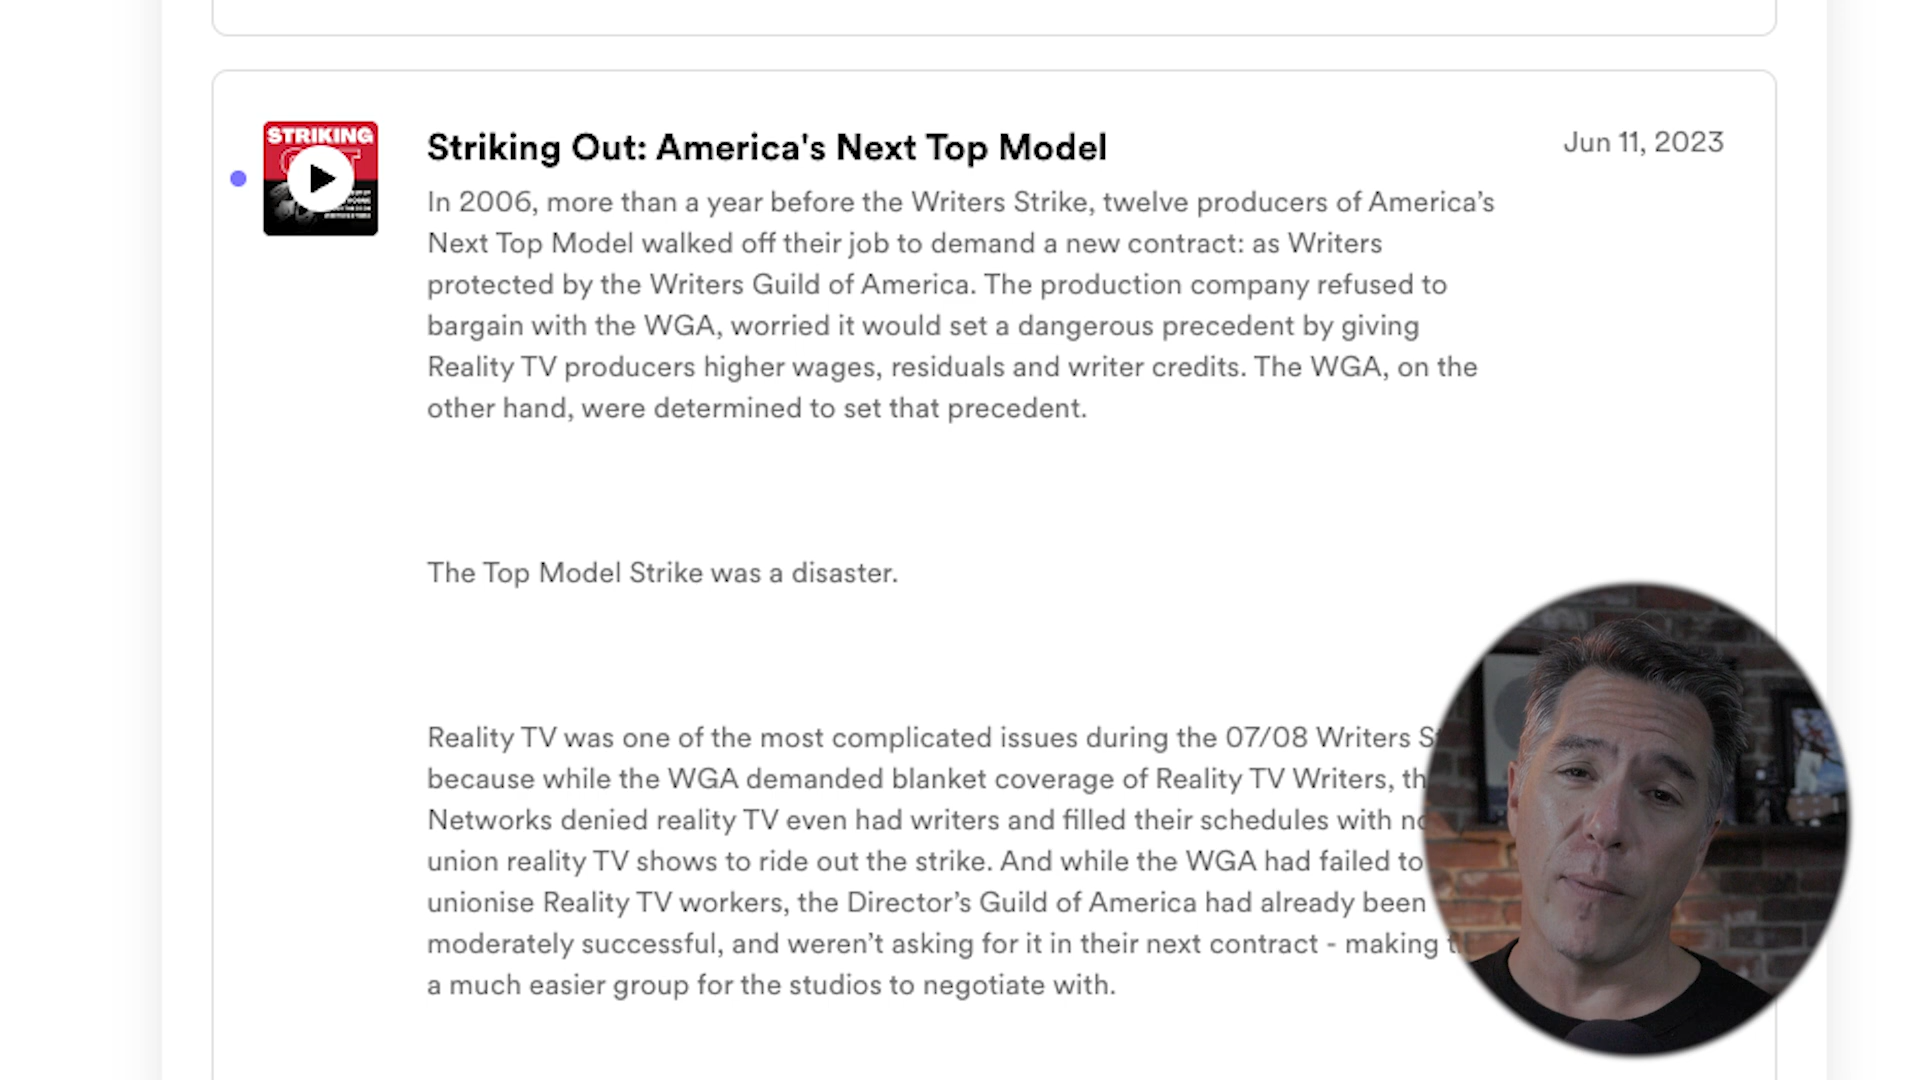 STRIKING
Striking Out: America's Next Top Model
Jun 11, 2023
In 2006, more than a year before the Writers Strike, twelve producers of America’s
Next Top Model walked off their job to demand a new contract: as Writers
protected by the Writers Guild of America. The production company refused to
bargain with the WGA, worried it would set a dangerous precedent by giving
Reality TV producers higher wages, residuals and writer credits. The WGA, on the
other hand, were determined to set that precedent.
The Top Model Strike was a disaster.
Reality TV was one of the most complicated issues during the 07/08 Writers
because while the WGA demanded blanket coverage of Reality TV Writers,
Networks denied reality TV even had writers and filled their schedules with
union reality TV shows to ride out the strike. And while the WGA had failed to
unionise Reality TV workers, the Director’s Guild of America had already been
moderately successful, and weren’t asking for it in their next contract - making
a much easier group for the studios to negotiate with.